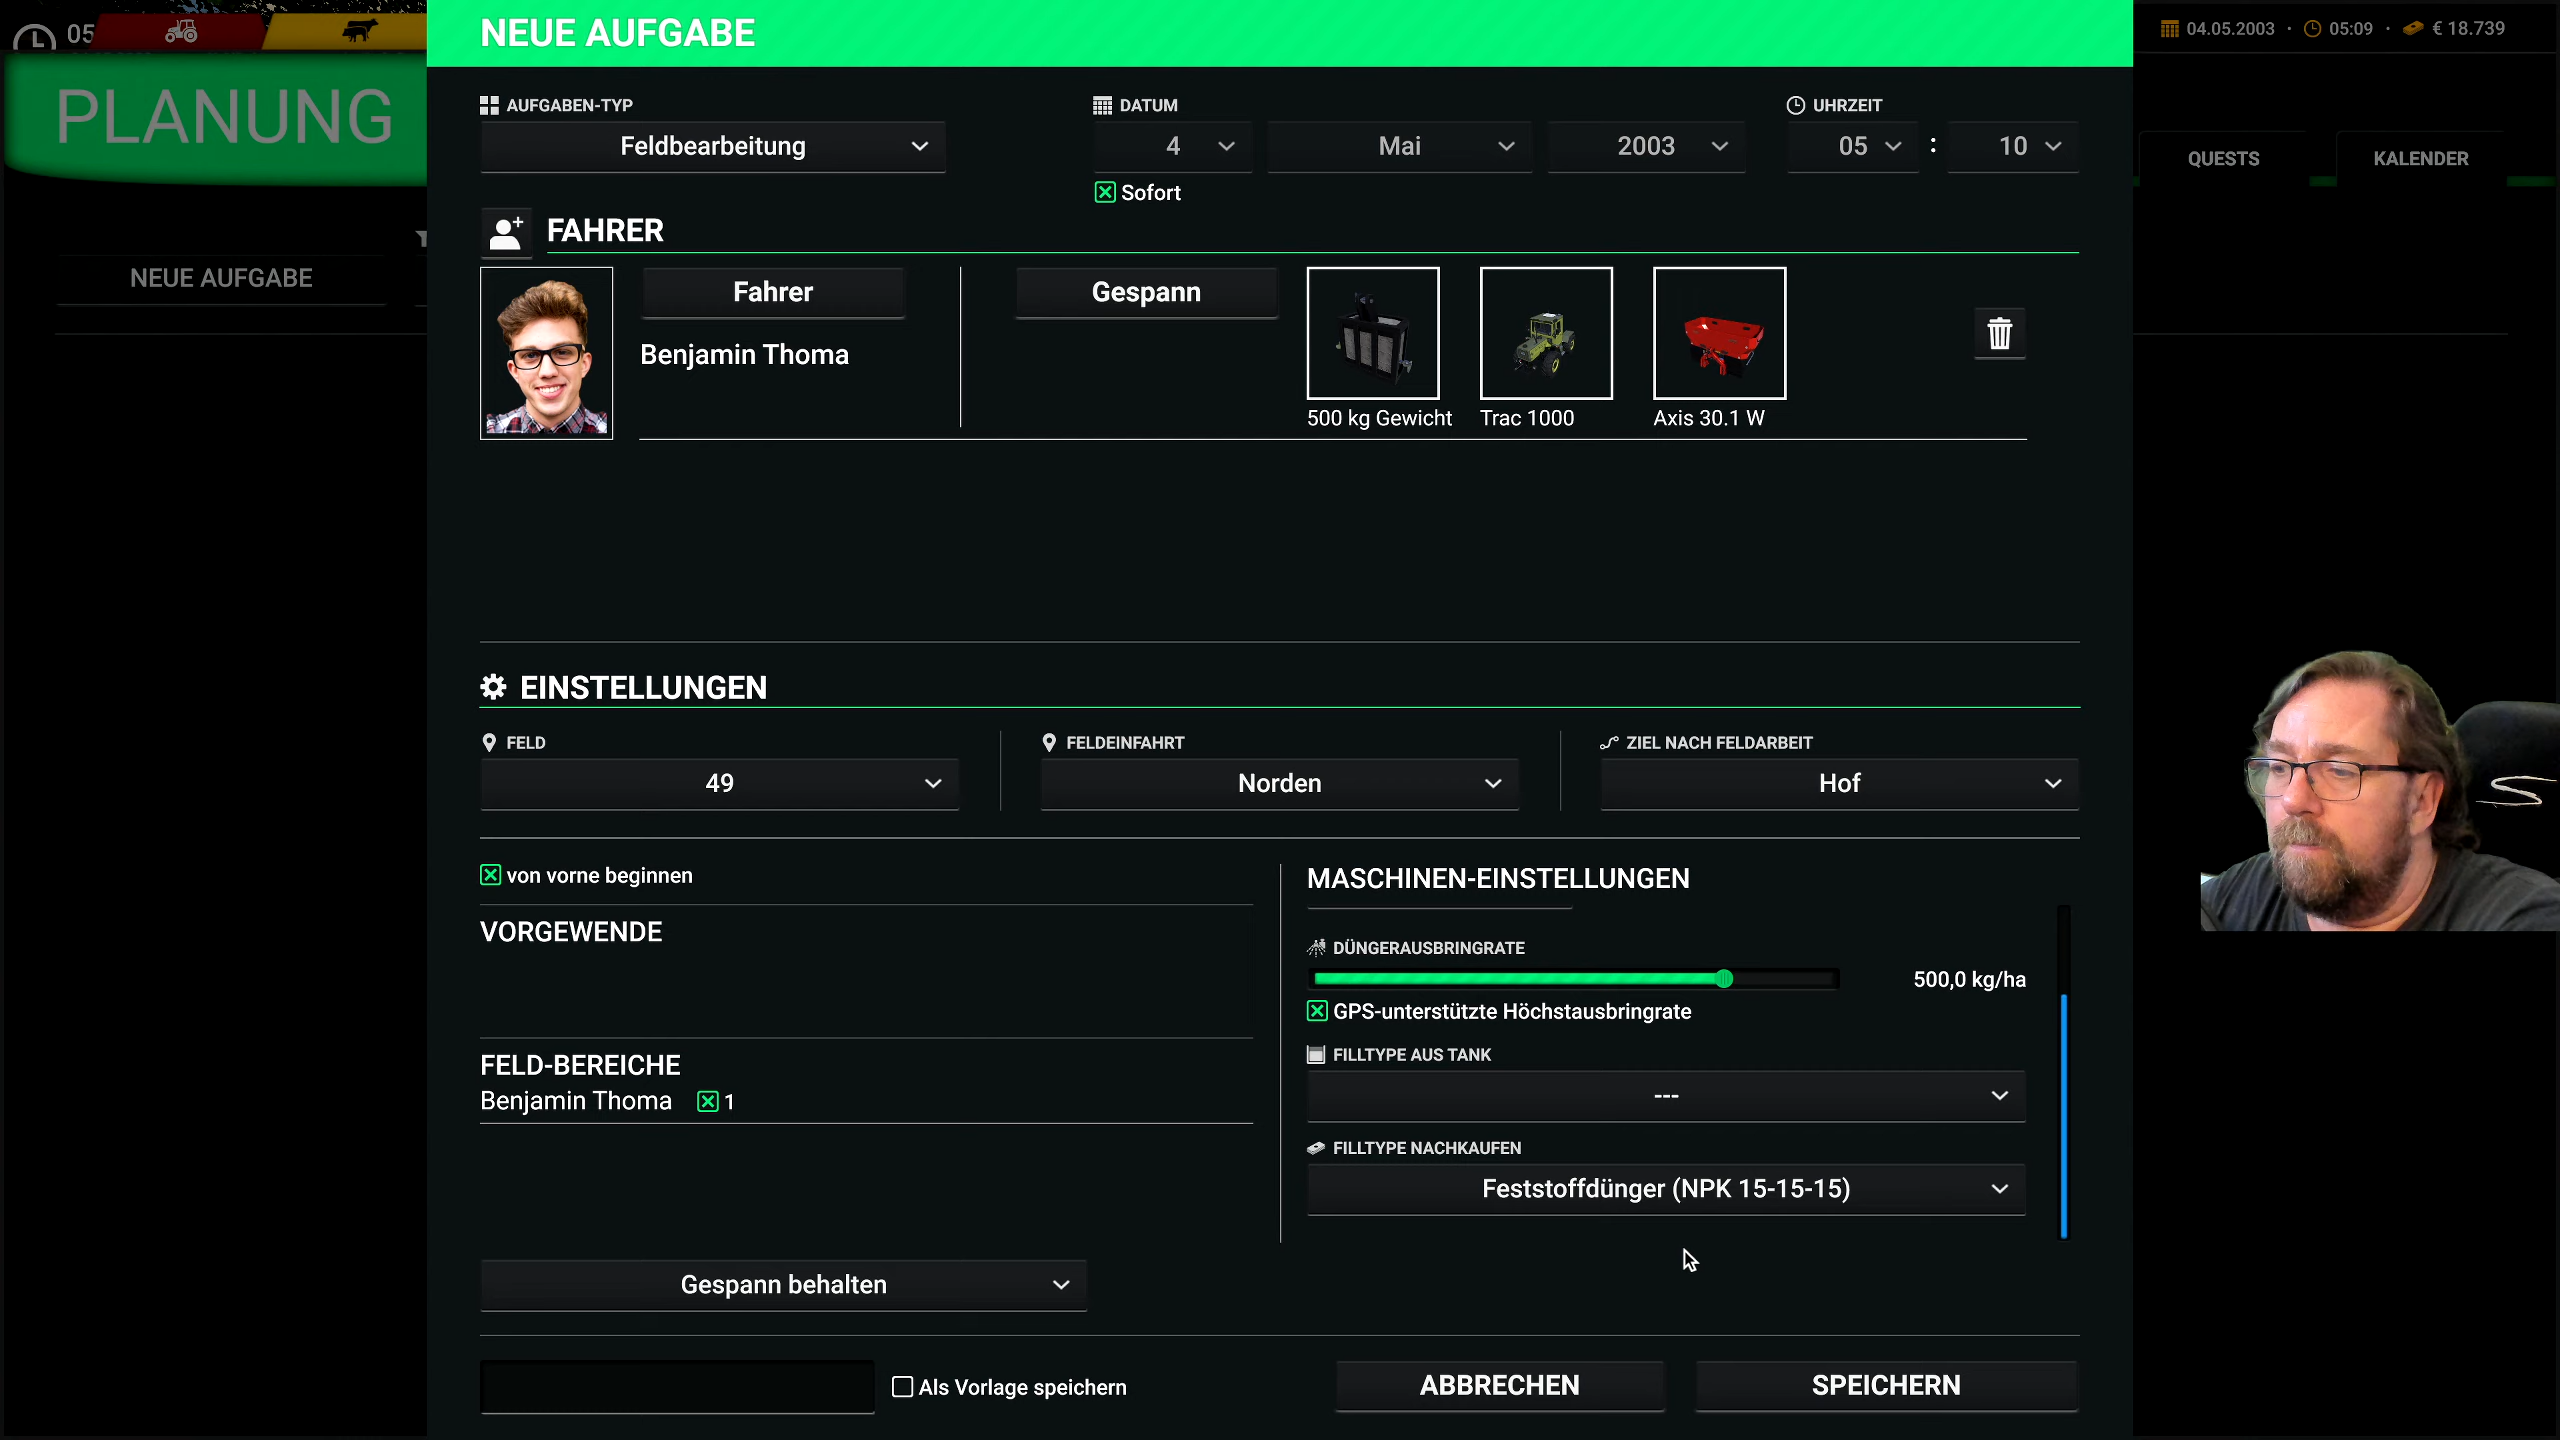 NEUE AUFGABE
05
04.05.2003 · 05:09 · € 18.739
PLANUNG
AUFGABEN-TYP
DATUM
UHRZEIT
Feldbearbeitung
4
Mai
2003
05 : 10
QUESTS
KALENDER
Sofort
FAHRER
NEUE AUFGABE
Fahrer
Gespann
Benjamin Thoma
500 kg Gewicht
Trac 1000
Axis 30.1 W
EINSTELLUNGEN
FELD
FELDEINFAHRT
ZIEL NACH FELDARBEIT
49
Norden
Hof
von vorne beginnen
MASCHINEN-EINSTELLUNGEN
VORGEWENDE
DÜNGERAUSBRINGRATE
500,0 kg/ha
GPS-unterstützte Höchstausbringrate
FELD-BEREICHE
Benjamin Thoma
1
FILLTYPE AUS TANK
---
FILLTYPE NACHKAUFEN
Feststoffdünger (NPK 15-15-15)
Gespann behalten
Als Vorlage speichern
ABBRECHEN
SPEICHERN